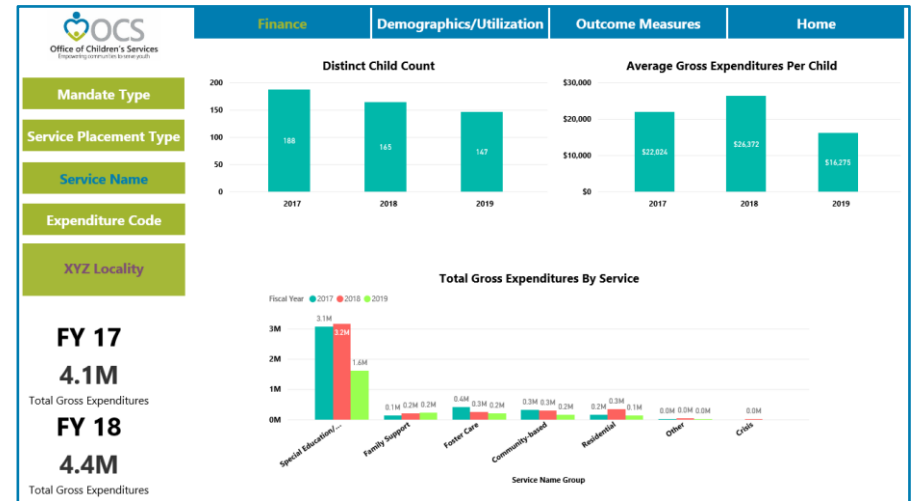 OCS
Office of Children's Services
Empowering communities to serve youth
Finance
Demographics/Utilization
Outcome Measures
Home
Mandate Type
Service Placement Type
Service Name
Expenditure Code
XYZ Locality
FY 17
4.1M
Total Gross Expenditures
FY 18
4.4M
Total Gross Expenditures
Distinct Child Count
200
150
100
50
0
188
165
147
2017 2018 2019
Average Gross Expenditures Per Child
$30,000
$20,000
$10,000
$0
$22,024
$26,372
$16,275
2017 2018 2019
Total Gross Expenditures By Service
Fiscal Year 2017 2018 2019
3M
2M
1M
0M
3.1M 3.2M 1.6M
0.1M 0.2M 0.2M
0.4M 0.3M 0.2M
0.3M 0.3M 0.2M
0.2M 0.3M 0.1M
0.0M 0.0M 0.0M
0.0M
Special Education/...
Family Support
Foster Care
Community-based
Residential
Other
Crisis
Service Name Group